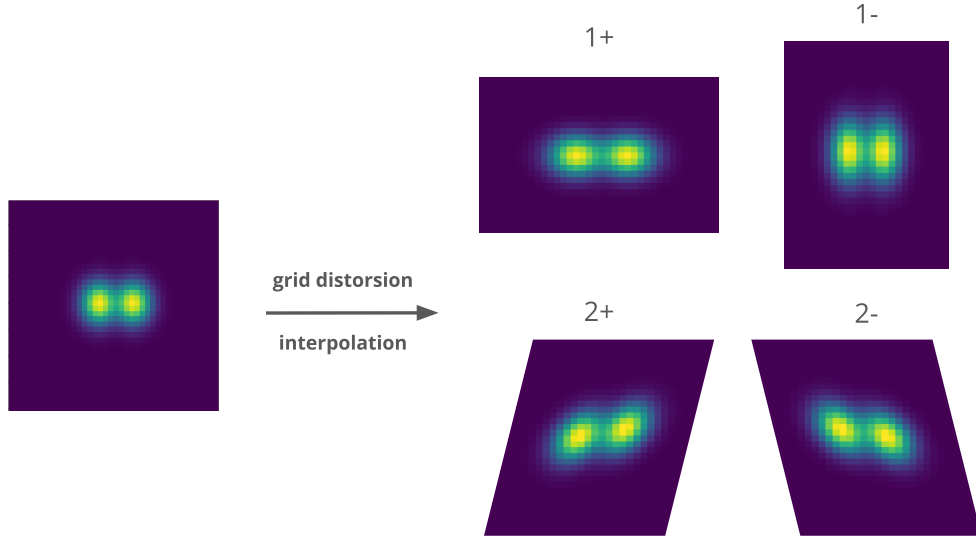 1+
1-
grid distorsion
interpolation
2+
2-